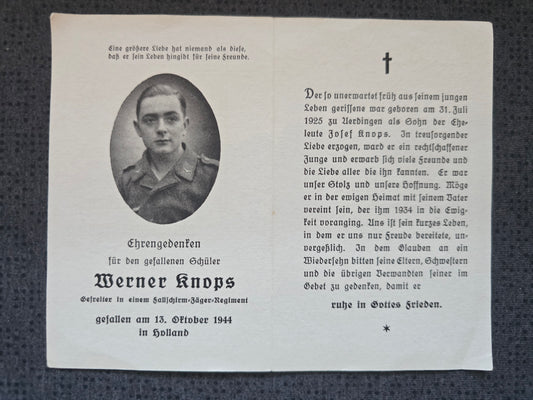 Eine größere Liebe hat niemand als diese,
daß er sein Leben hingibt für seine Freunde.
Ehrengedenken
für den gefallenen Schüler
Werner Knops
Gefreiter in einem Fallschirm-Jäger-Regiment
gefallen am 13. Oktober 1944
in Holland
Der so unerwartet früh aus seinem jungen
Leben gerissene war geboren am 31. Juli
1925 zu Uerdingen als Sohn der Ehe-
leute Josef Knops. In treusorgender
Liebe erzogen, ward er ein rechtschaffener
Junge und erwarb sich viele Freunde und
die Liebe aller die ihn kannten. Er war
unser Stolz und unsere Hoffnung. Möge
er in der ewigen Heimat mit seinem Vater
vereint sein, der ihm 1934 in die Ewig-
keit voranging. Uns ist sein kurzes Leben,
in dem er uns nur Freude bereitete, un-
vergeßlich. In dem Glauben an ein
Wiedersehn bitten seine Eltern, Schwestern
und die übrigen Verwandten seiner im
Gebet zu gedenken, damit er
ruhe in Gottes Frieden.